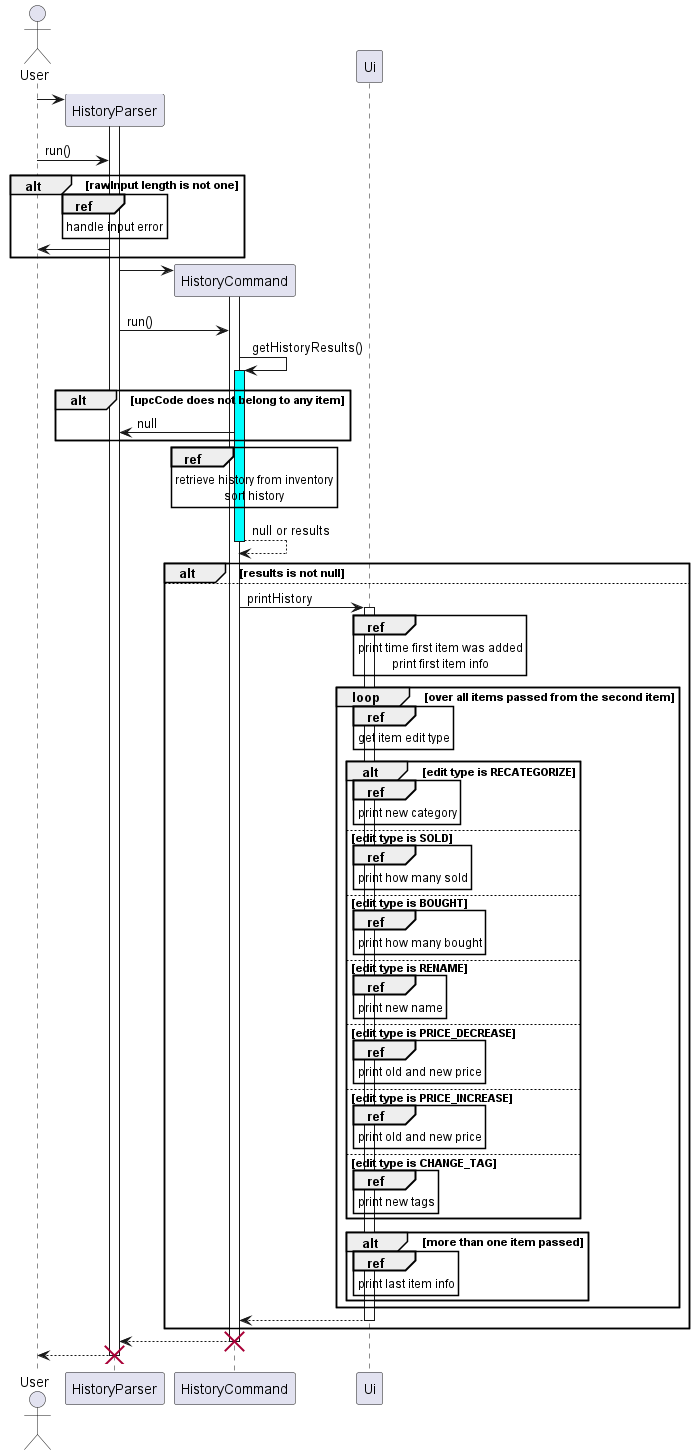 User
Ui
HistoryParser
run()
alt [rawInput length is not one]
ref
handle input error
HistoryCommand
run()
getHistoryResults()
alt [upcCode does not belong to any item]
null
ref
retrieve history from inventory
sort history
null or results
alt [results is not null]
printHistory
ref
print time first item was added
print first item info
loop [over all items passed from the second item]
ref
get item edit type
alt [edit type is RECATEGORIZE]
ref
print new category
[edit type is SOLD]
ref
print how many sold
[edit type is BOUGHT]
ref
print how many bought
[edit type is RENAME]
ref
print new name
[edit type is PRICE_DECREASE]
ref
print old and new price
[edit type is PRICE_INCREASE]
ref
print old and new price
[edit type is CHANGE_TAG]
ref
print new tags
alt [more than one item passed]
ref
print last item info
User
HistoryParser HistoryCommand Ui